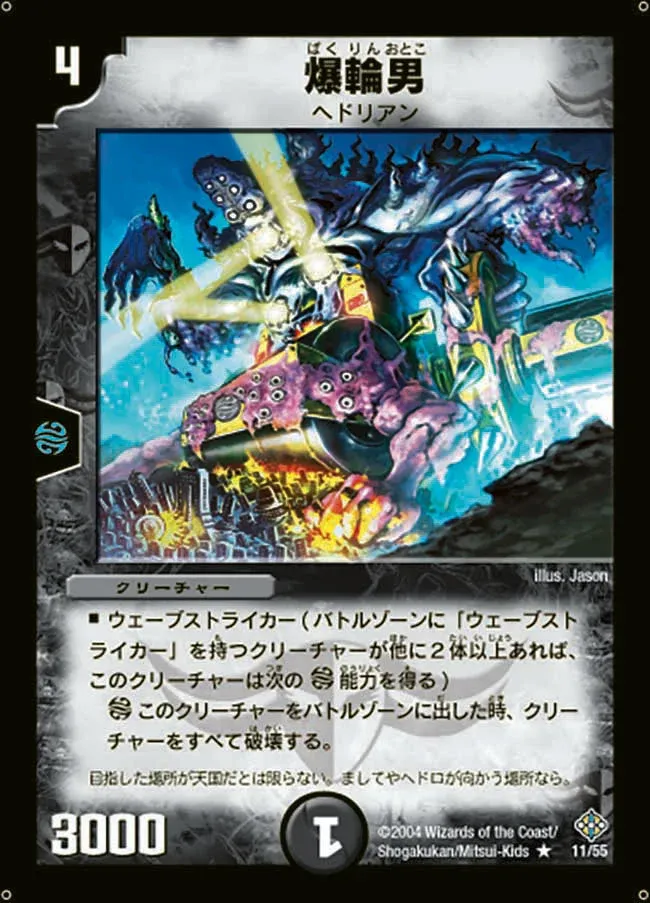 4
ばくりんおとこ
爆輪男
ヘドリアン
illus. Jason
クリーチャー
■ ウェーブストライカー(バトルゾーンに「ウェーブスト
ライカー」を持つクリーチャーが他に2体以上あれば、
このクリーチャーは次の 能力を得る)
このクリーチャーをバトルゾーンに出した時、クリー
チャーをすべて破壊する。
目指した場所が天国だとは限らない。ましてやヘドロが向かう場所なら。
3000
1
©2004 Wizards of the Coast/
Shogakukan/Mitsui-Kids ★ 11/55